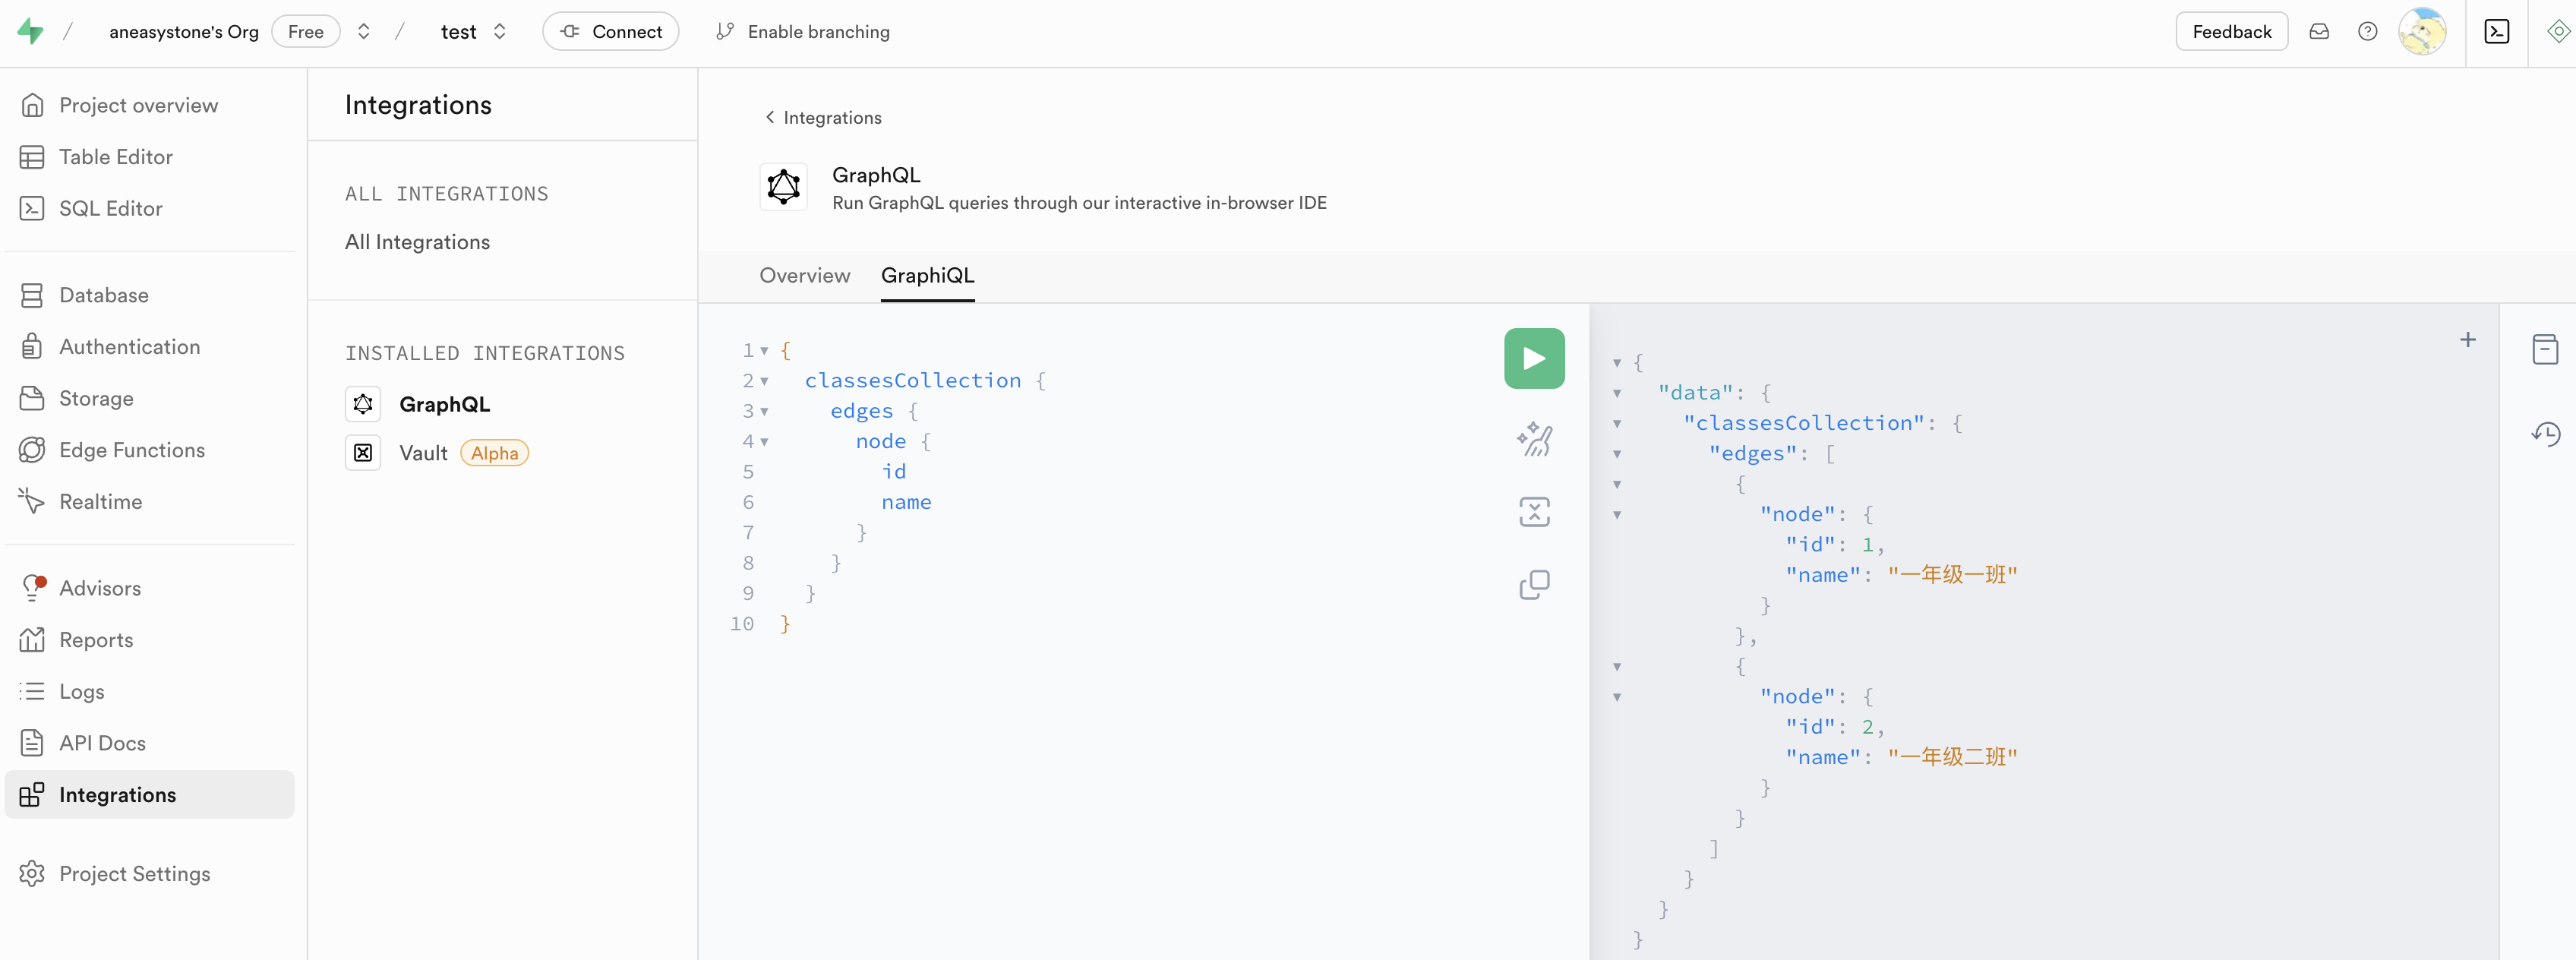 / aneasystone's Org Free / test Connect Enable branching Feedback
Project overview
Table Editor
SQL Editor
Database
Authentication
Storage
Edge Functions
Realtime
Advisors
Reports
Logs
API Docs
Integrations
Project Settings
Integrations
ALL INTEGRATIONS
All Integrations
INSTALLED INTEGRATIONS
GraphQL
Vault Alpha
Integrations
GraphQL
Run GraphQL queries through our interactive in-browser IDE
Overview GraphiQL
1 {
2 classesCollection {
3 edges {
4 node {
5 id
6 name
7 }
8 }
9 }
10 }
{
"data": {
"classesCollection": {
"edges": [
{
"node": {
"id": 1,
"name": "一年级一班"
}
},
{
"node": {
"id": 2,
"name": "一年级二班"
}
}
]
}
}
}